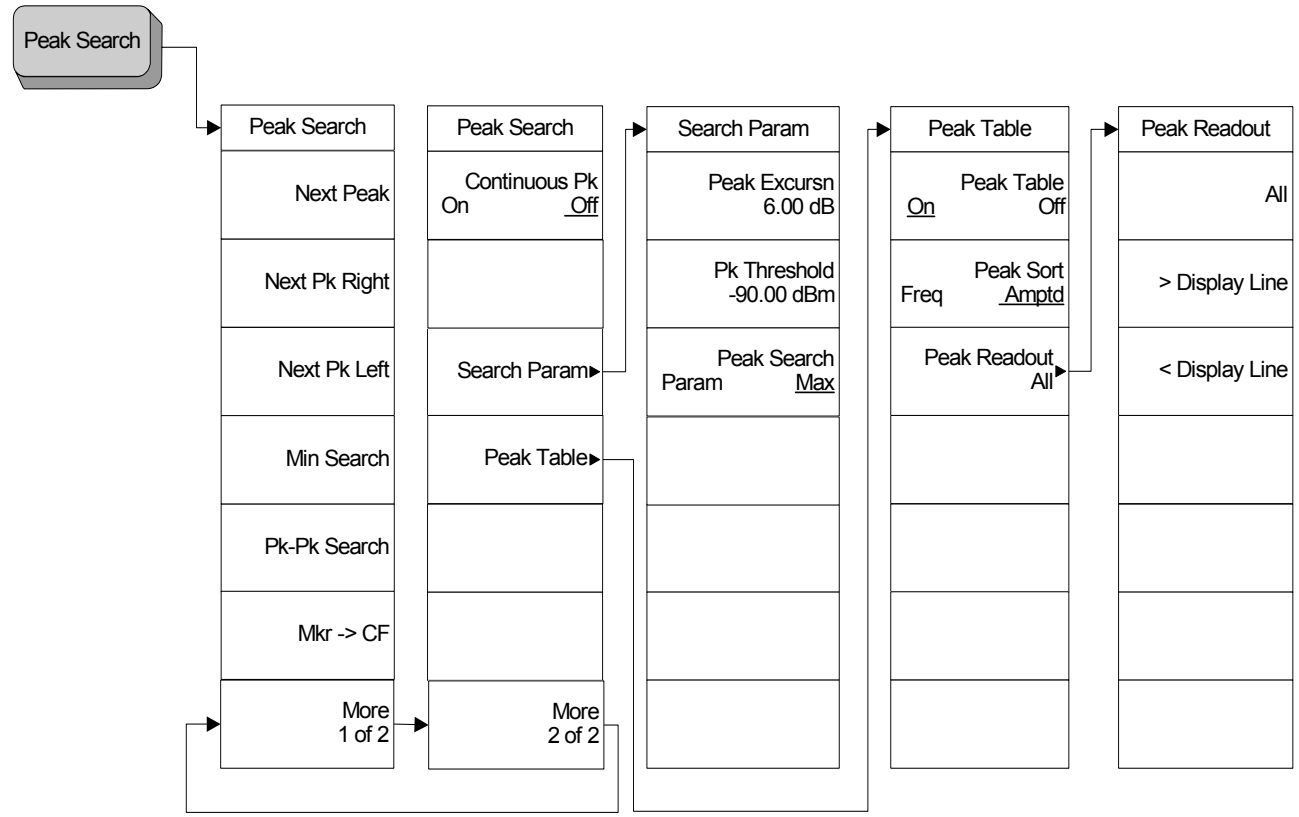 Peak Search
Peak Search
Next Peak
Next Pk Right
Next Pk Left
Min Search
Pk-Pk Search
Mkr -> CF
More
1 of 2
Peak Search
Continuous Pk
On Off
Search Param
Peak Table
More
2 of 2
Search Param
Peak Excursn
6.00 dB
Pk Threshold
-90.00 dBm
Peak Search
Param Max
Peak Table
Peak Table
On Off
Peak Sort
Freq Amptd
Peak Readout
All
Peak Readout
All
> Display Line
< Display Line